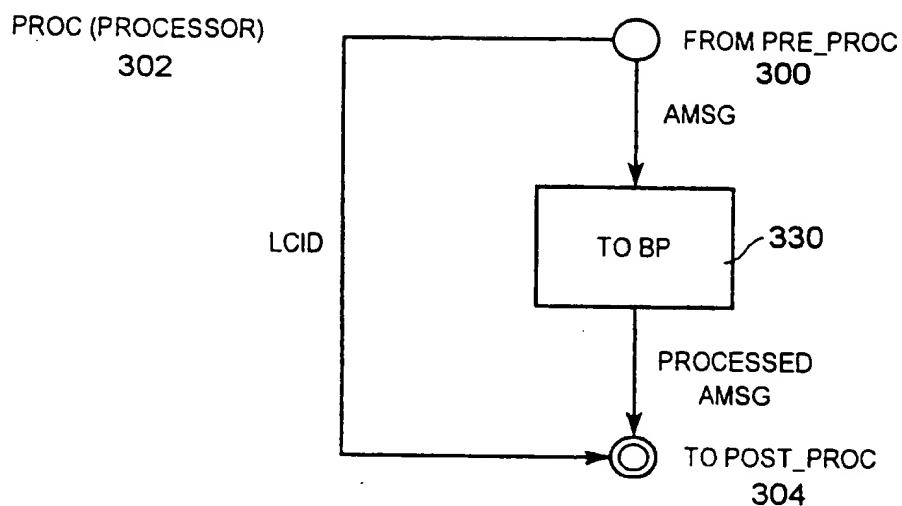 PROC (PROCESSOR)
302
FROM PRE_PROC
300
AMSG
LCID
TO BP
330
PROCESSED
AMSG
TO POST_PROC
304